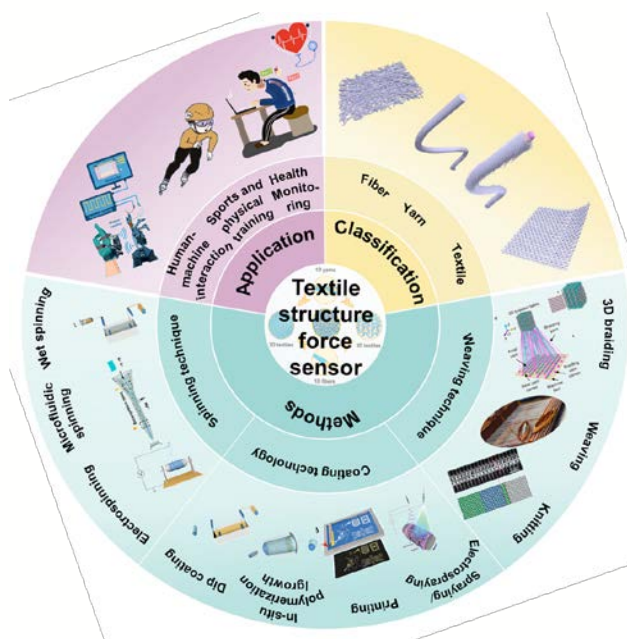 Textile
structure
force
sensor
Application
Human-
machine
interaction
Sports and
physical
training
Health
Monito-
ring
Classification
Fiber
Yarn
Textile
Methods
Weaving technique
3D braiding
Weaving
Knitting
Coating technology
Spraying/
Electrospraying
Printing
In-situ
polymerization
Igrowth
Dip coating
Spinning technique
Electrospinning
Microfluidic
spinning
Wet spinning